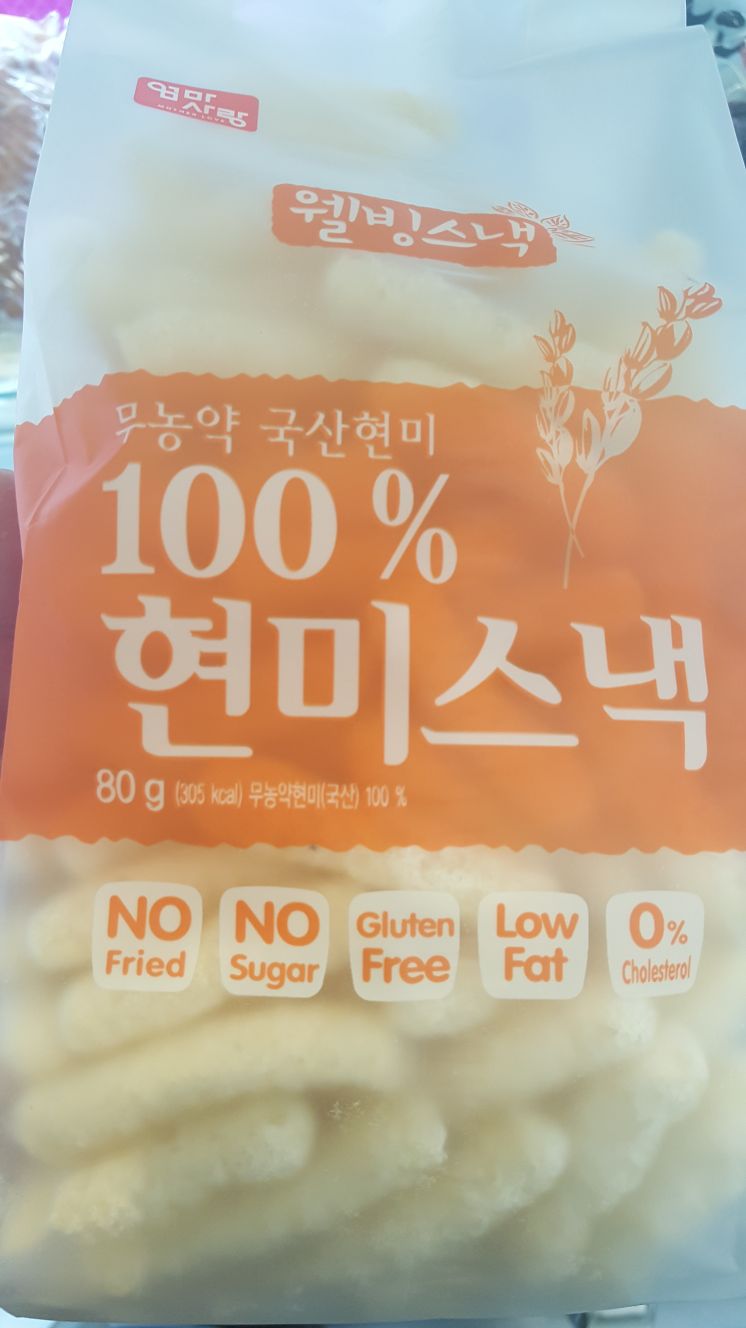 엄마
사랑
MOTHER LOVE
웰빙스낵
무농약 국산현미
100 %
현미스낵
80 g (305 kcal) 무농약현미(국산) 100 %
NO
Fried
NO
Sugar
Gluten
Free
Low
Fat
0%
Cholesterol